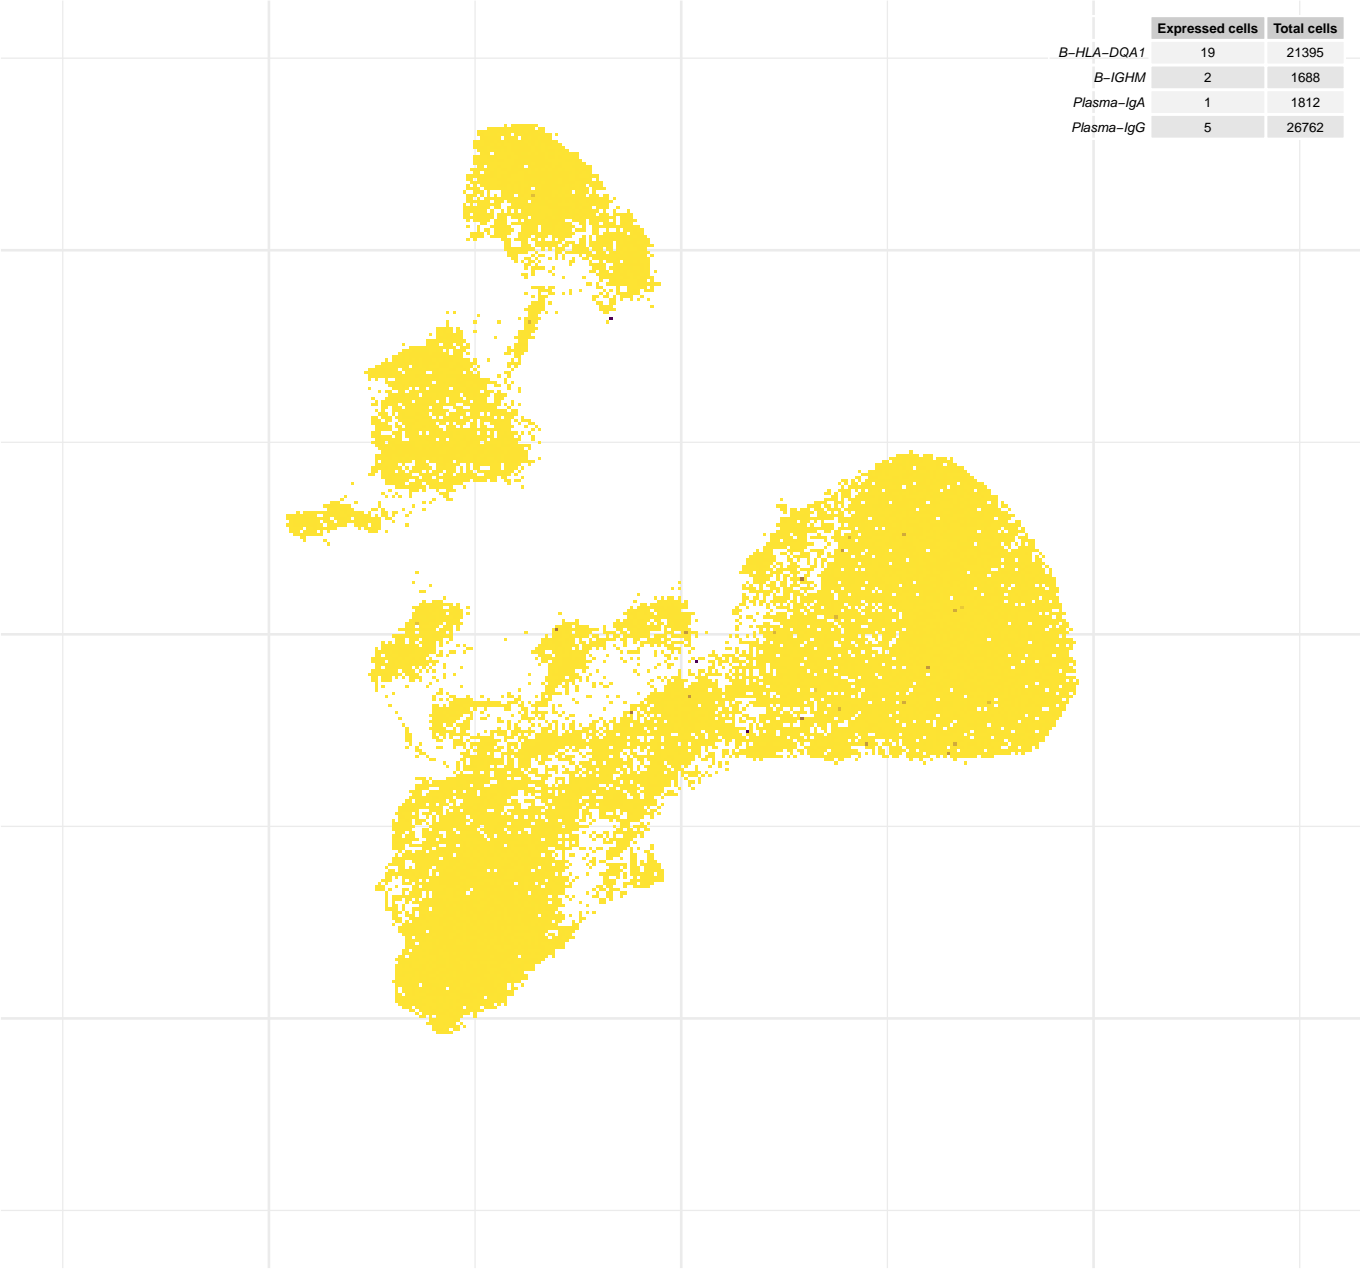 Expressed cells Total cells
B−HLA−DQA1 19 21395
B−IGHM 2 1688
Plasma−IgA 1 1812
Plasma−IgG 5 26762